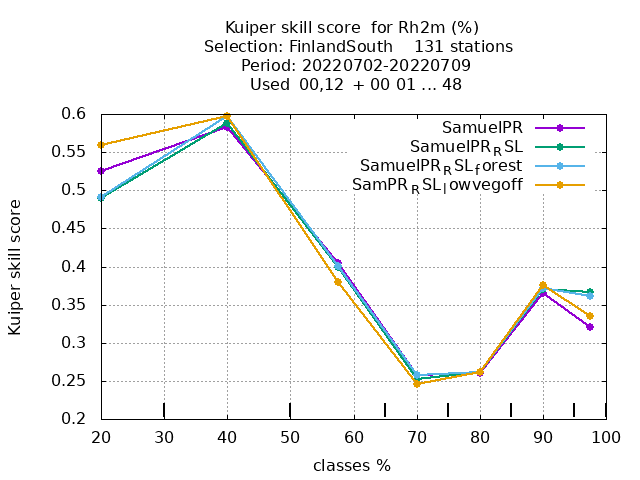 Kuiper skill score for Rh2m (%)
Selection: FinlandSouth 131 stations
Period: 20220702-20220709
Used 00,12 + 00 01 ... 48
SamuelPR
SamuelPR_RSL
SamuelPR_RSL_forest
SamPR_RSL_lowvegoff
0.6
0.55
0.5
0.45
0.4
0.35
0.3
0.25
0.2
Kuiper skill score
20 30 40 50 60 70 80 90 100
classes %